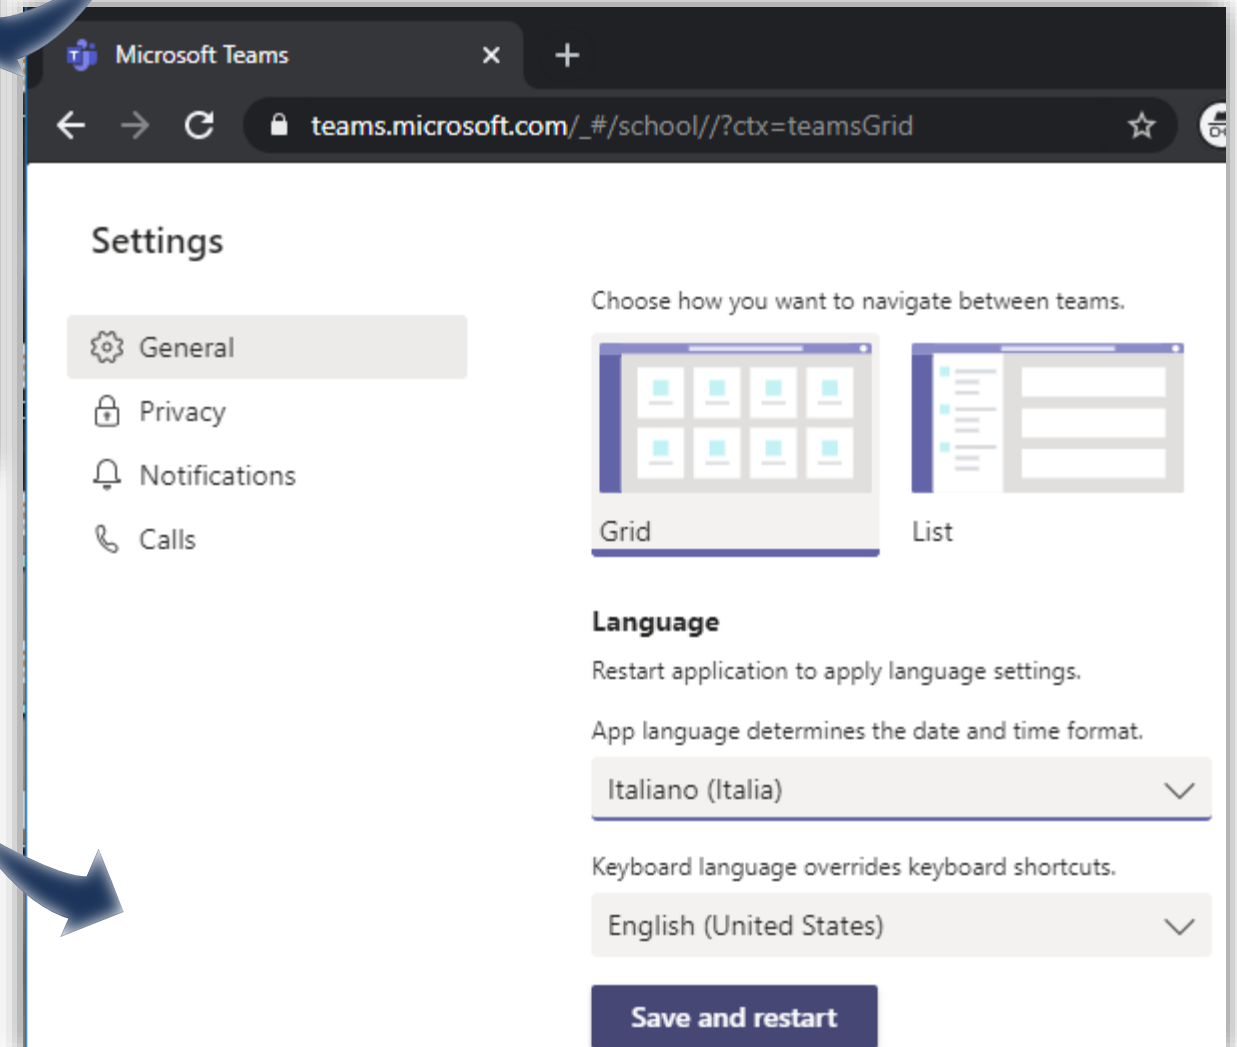 Microsoft Teams
teams.microsoft.com/_#/school//?ctx=teamsGrid
Settings
General
Privacy
Notifications
Calls
Choose how you want to navigate between teams.
Grid
List
Language
Restart application to apply language settings.
App language determines the date and time format.
Italiano (Italia)
Keyboard language overrides keyboard shortcuts.
English (United States)
Save and restart